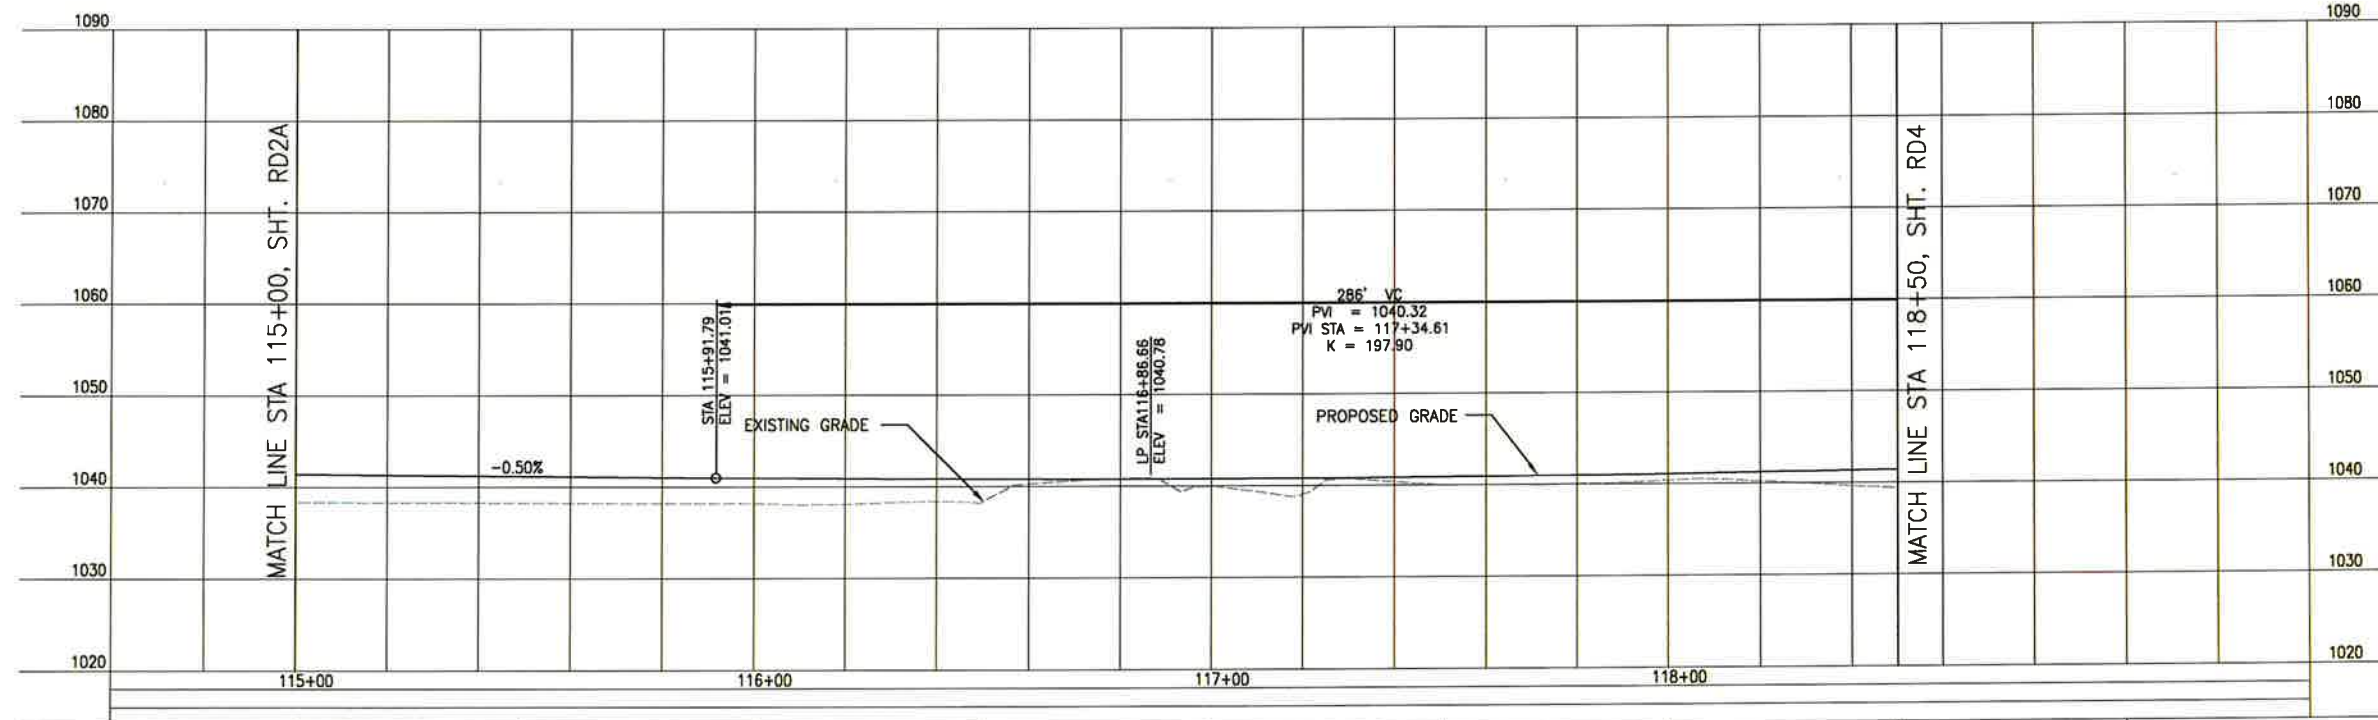 1090
1090
1080
1080
1070
1070
1060
1060
1050
1050
1040
1040
1030
1030
1020
1020
MATCH LINE STA 115+00, SHT. RD2A
-0.50%
STA 115+91.79
ELEV = 1041.01
EXISTING GRADE
LP STA116+86.66
ELEV = 1040.78
286' VC
PVI = 1040.32
PVI STA = 117+34.61
K = 197.90
PROPOSED GRADE
MATCH LINE STA 118+50, SHT. RD4
115+00
116+00
117+00
118+00